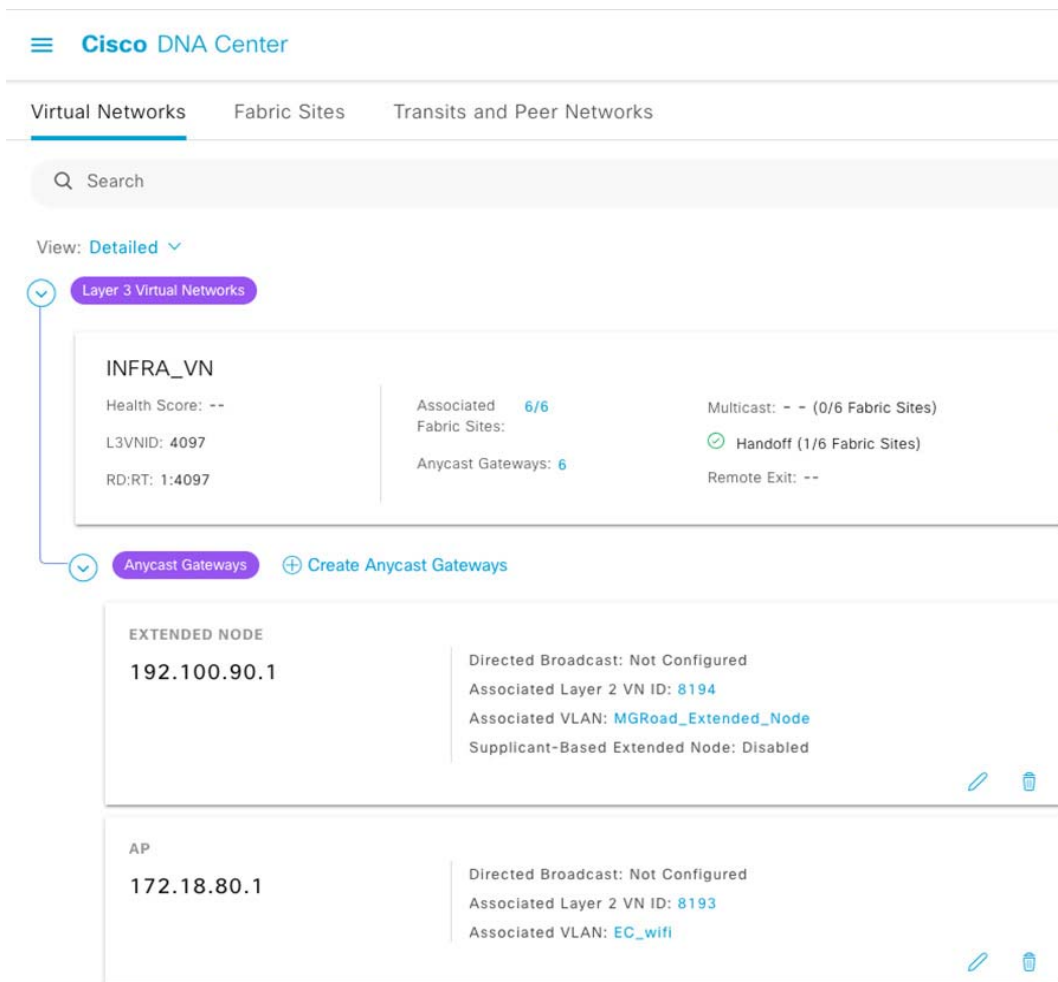 Cisco DNA Center
Virtual Networks Fabric Sites Transits and Peer Networks
Search
View: Detailed
Layer 3 Virtual Networks
INFRA_VN
Health Score: --
L3VNID: 4097
RD:RT: 1:4097
Associated 6/6
Fabric Sites:
Anycast Gateways: 6
Multicast: - - (0/6 Fabric Sites)
Handoff (1/6 Fabric Sites)
Remote Exit: --
Anycast Gateways Create Anycast Gateways
EXTENDED NODE
192.100.90.1
Directed Broadcast: Not Configured
Associated Layer 2 VN ID: 8194
Associated VLAN: MGRoad_Extended_Node
Supplicant-Based Extended Node: Disabled
AP
172.18.80.1
Directed Broadcast: Not Configured
Associated Layer 2 VN ID: 8193
Associated VLAN: EC_wifi